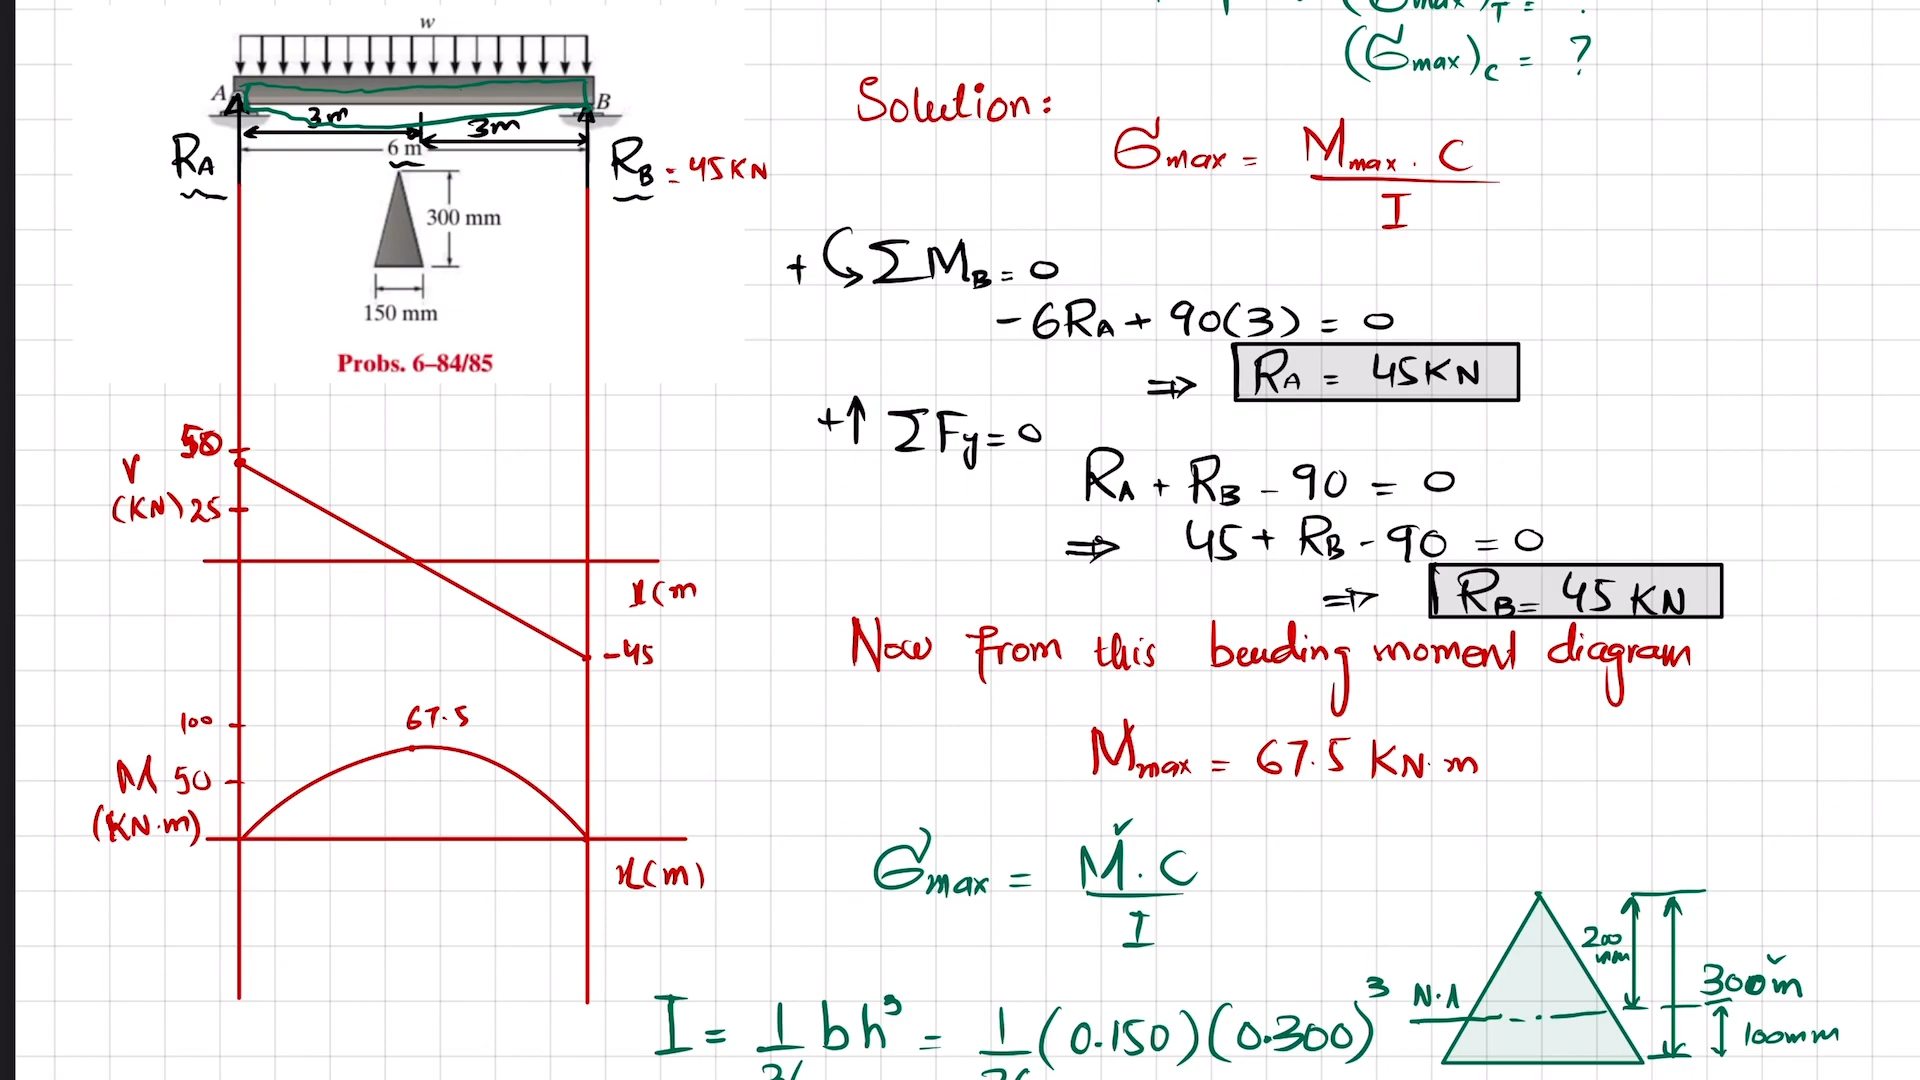 w
A
B
3m
3m
6 m
RA
RB = 45KN
300 mm
150 mm
Probs. 6–84/85
50
V
(KN) 25
x(m
-45
100
67.5
M 50
(KN.m)
x(m)
(σmax)T = ?
(σmax)c = ?
Solution:
σmax = Mmax . C / I
+ ↷ ΣMB = 0
-6RA + 90(3) = 0
⇒ RA = 45KN
+↑ ΣFy = 0
RA + RB - 90 = 0
⇒ 45 + RB - 90 = 0
⇒ RB = 45 KN
Now from this bending moment diagram
Mmax = 67.5 KN.m
σmax = M . C / I
200 mm
300m
N.A
100mm
I = 1/36 bh³ = 1/36 (0.150)(0.300)³